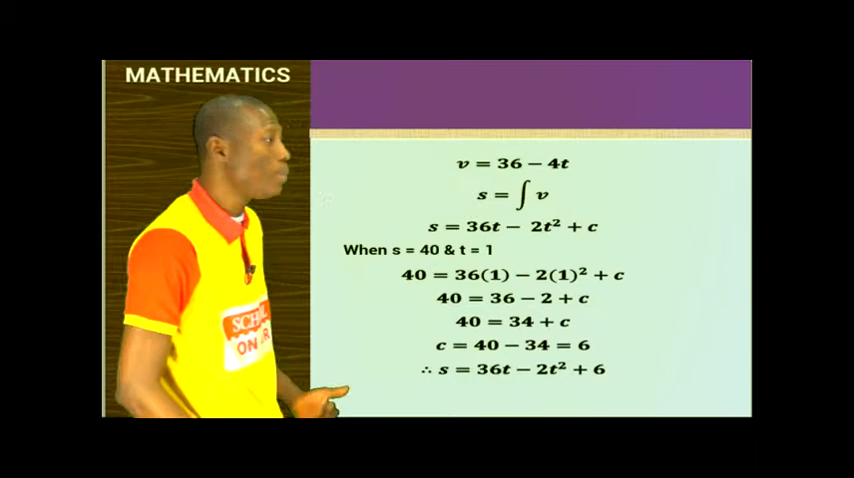 MATHEMATICS
v = 36 − 4t
s = ∫ v
s = 36t − 2t² + c
When s = 40 & t = 1
40 = 36(1) − 2(1)² + c
40 = 36 − 2 + c
40 = 34 + c
c = 40 − 34 = 6
∴ s = 36t − 2t² + 6
ON